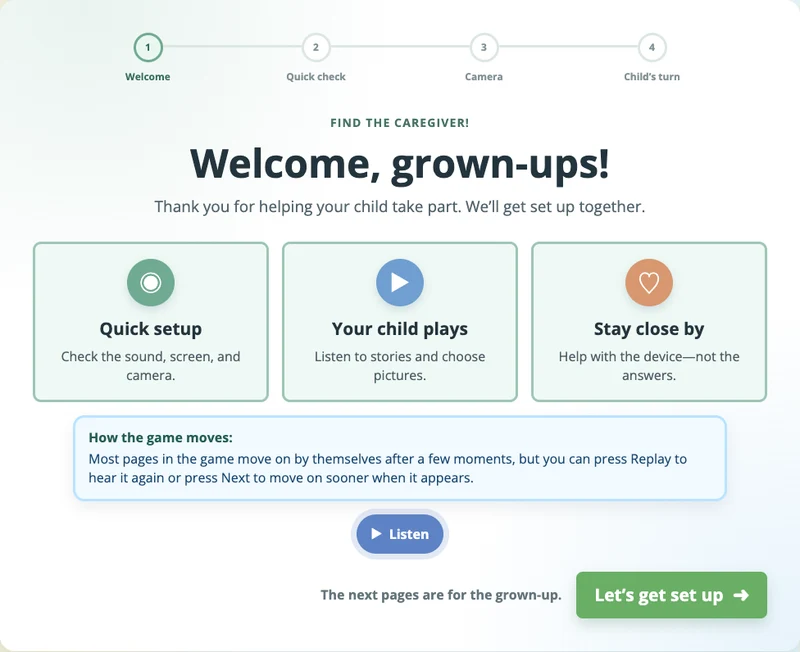 1
2
3
4
Welcome
Quick check
Camera
Child's turn
FIND THE CAREGIVER!
Welcome, grown-ups!
Thank you for helping your child take part. We'll get set up together.
Quick setup
Check the sound, screen, and
camera.
Your child plays
Listen to stories and choose
pictures.
Stay close by
Help with the device—not the
answers.
How the game moves:
Most pages in the game move on by themselves after a few moments, but you can press Replay to
hear it again or press Next to move on sooner when it appears.
Listen
The next pages are for the grown-up.
Let's get set up →